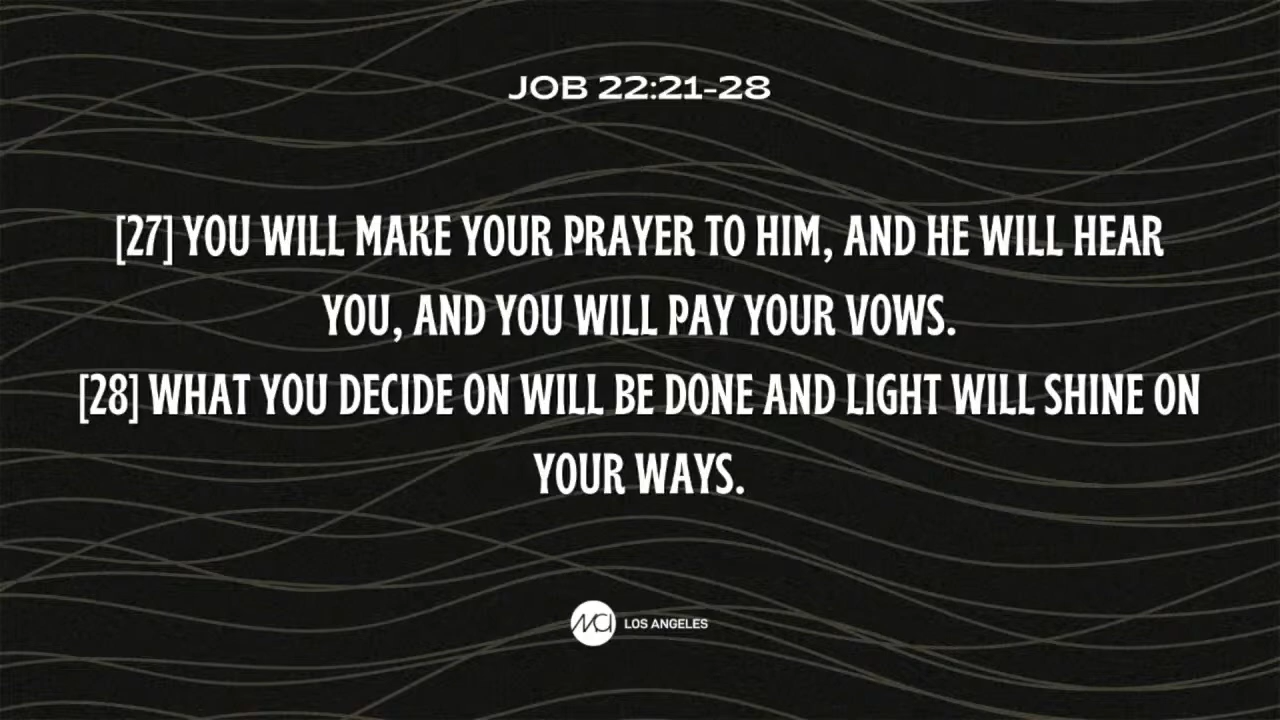 JOB 22:21-28
[27] YOU WILL MAKE YOUR PRAYER TO HIM, AND HE WILL HEAR
YOU, AND YOU WILL PAY YOUR VOWS.
[28] WHAT YOU DECIDE ON WILL BE DONE AND LIGHT WILL SHINE ON
YOUR WAYS.
MCI LOS ANGELES